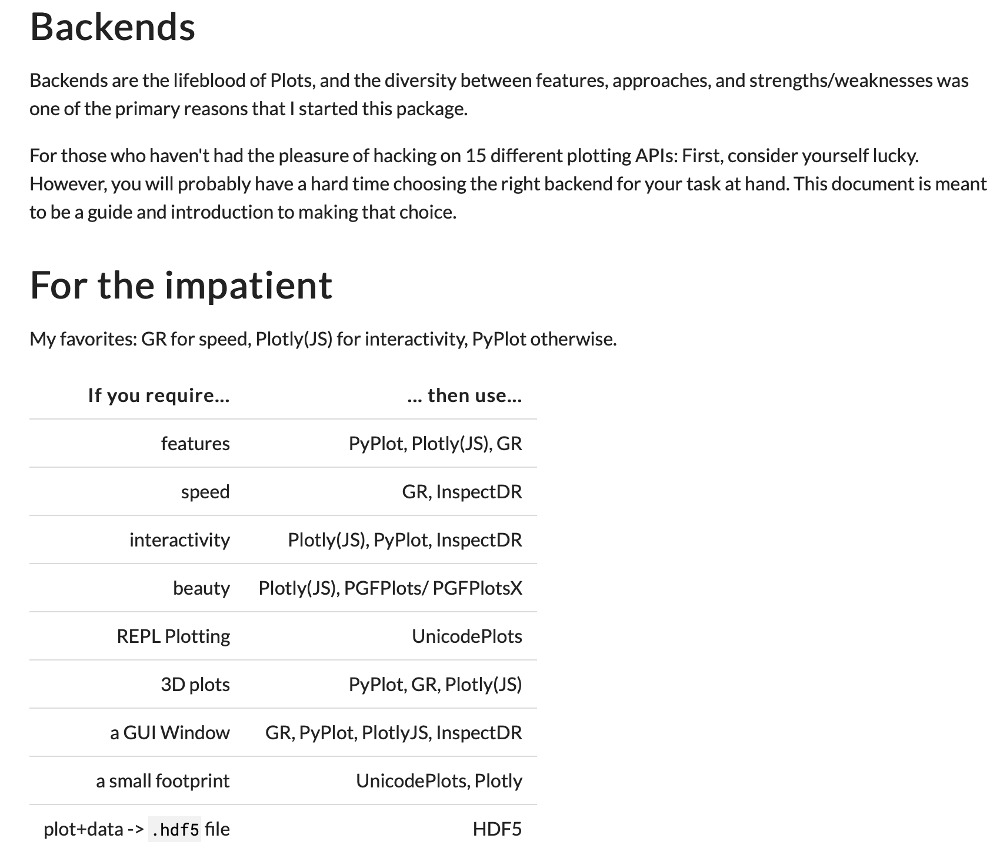 Backends
Backends are the lifeblood of Plots, and the diversity between features, approaches, and strengths/weaknesses was
one of the primary reasons that I started this package.
For those who haven't had the pleasure of hacking on 15 different plotting APIs: First, consider yourself lucky.
However, you will probably have a hard time choosing the right backend for your task at hand. This document is meant
to be a guide and introduction to making that choice.
For the impatient
My favorites: GR for speed, Plotly(JS) for interactivity, PyPlot otherwise.
If you require... ... then use...
features PyPlot, Plotly(JS), GR
speed GR, InspectDR
interactivity Plotly(JS), PyPlot, InspectDR
beauty Plotly(JS), PGFPlots/ PGFPlotsX
REPL Plotting UnicodePlots
3D plots PyPlot, GR, Plotly(JS)
a GUI Window GR, PyPlot, PlotlyJS, InspectDR
a small footprint UnicodePlots, Plotly
plot+data -> .hdf5 file HDF5